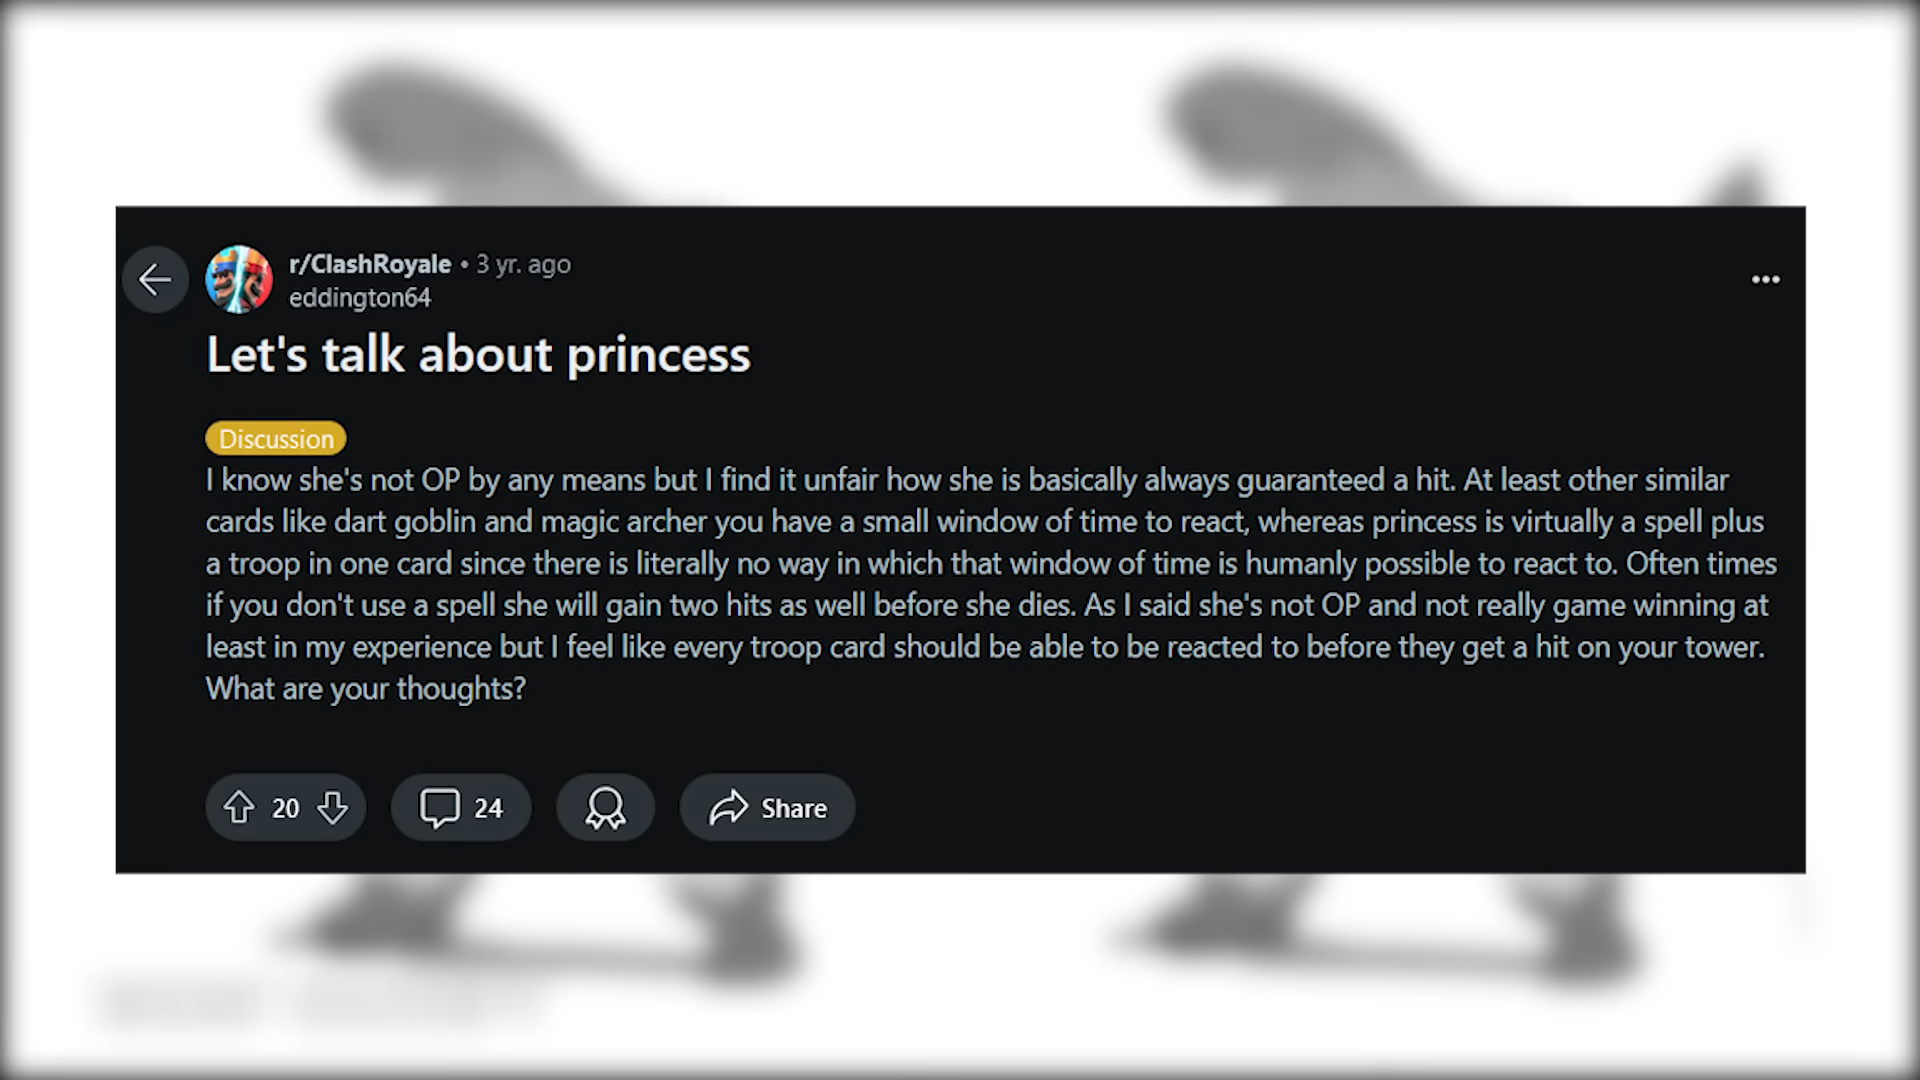 r/ClashRoyale • 3 yr. ago
eddington64
Let's talk about princess
Discussion
I know she's not OP by any means but I find it unfair how she is basically always guaranteed a hit. At least other similar
cards like dart goblin and magic archer you have a small window of time to react, whereas princess is virtually a spell plus
a troop in one card since there is literally no way in which that window of time is humanly possible to react to. Often times
if you don't use a spell she will gain two hits as well before she dies. As I said she's not OP and not really game winning at
least in my experience but I feel like every troop card should be able to be reacted to before they get a hit on your tower.
What are your thoughts?
20
24
Share